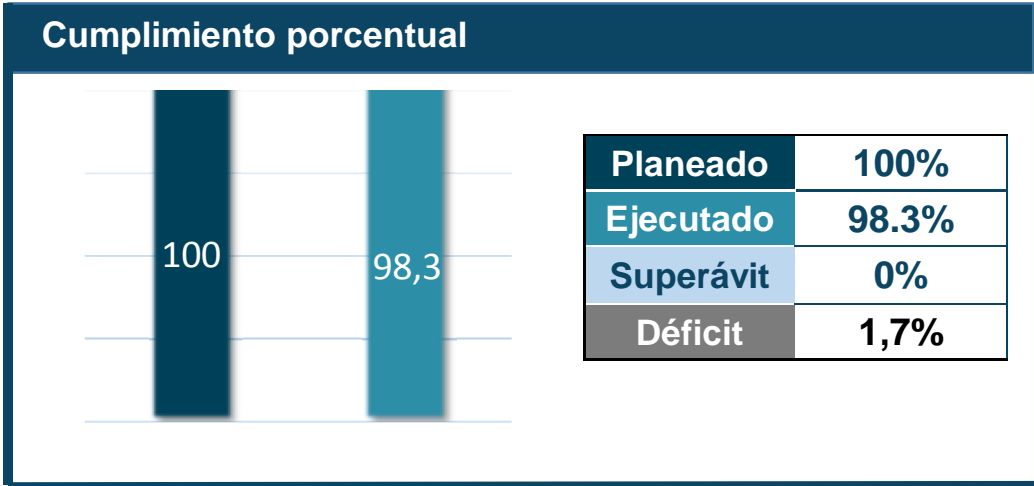 Cumplimiento porcentual
100
98,3
Planeado 100%
Ejecutado 98.3%
Superávit 0%
Déficit 1,7%